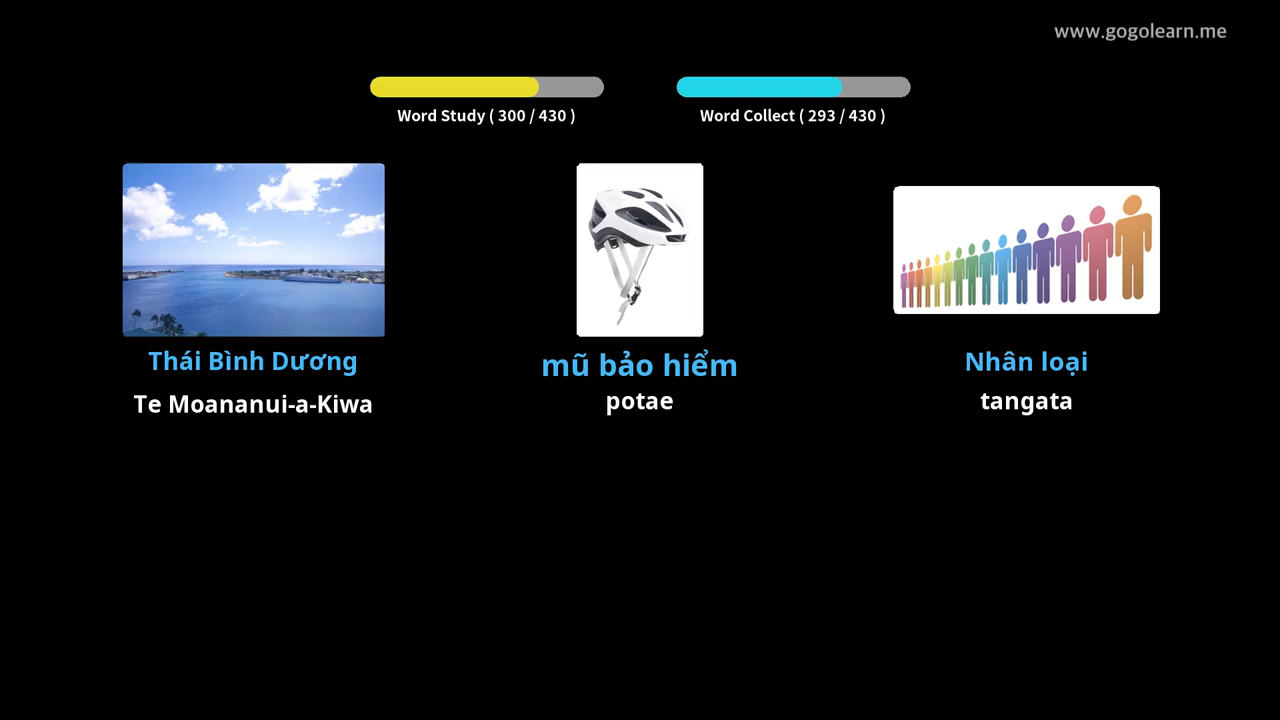 www.gogolearn.me
Word Study ( 300 / 430 )
Word Collect ( 293 / 430 )
Thái Bình Dương
Te Moananui-a-Kiwa
mũ bảo hiểm
potae
Nhân loại
tangata